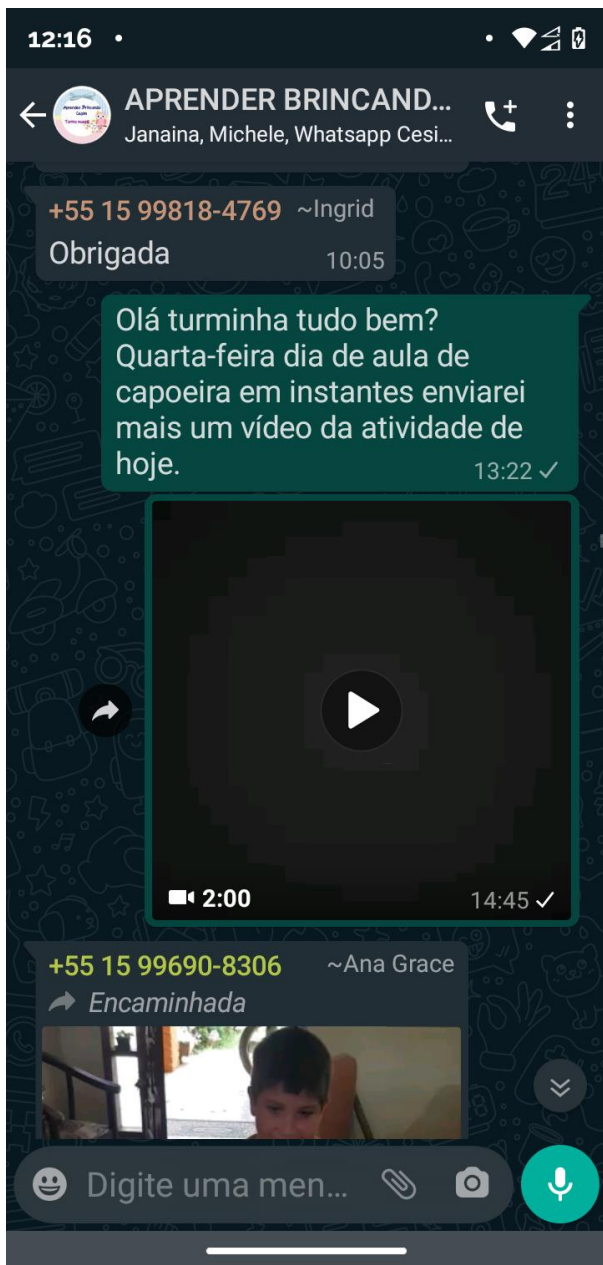 12:16
APRENDER BRINCAND...
Janaina, Michele, Whatsapp Cesi...
+55 15 99818-4769 ~Ingrid
Obrigada
10:05
Olá turminha tudo bem?
Quarta-feira dia de aula de
capoeira em instantes enviarei
mais um vídeo da atividade de
hoje.
13:22
2:00
14:45
+55 15 99690-8306 ~Ana Grace
Encaminhada
Digite uma men...